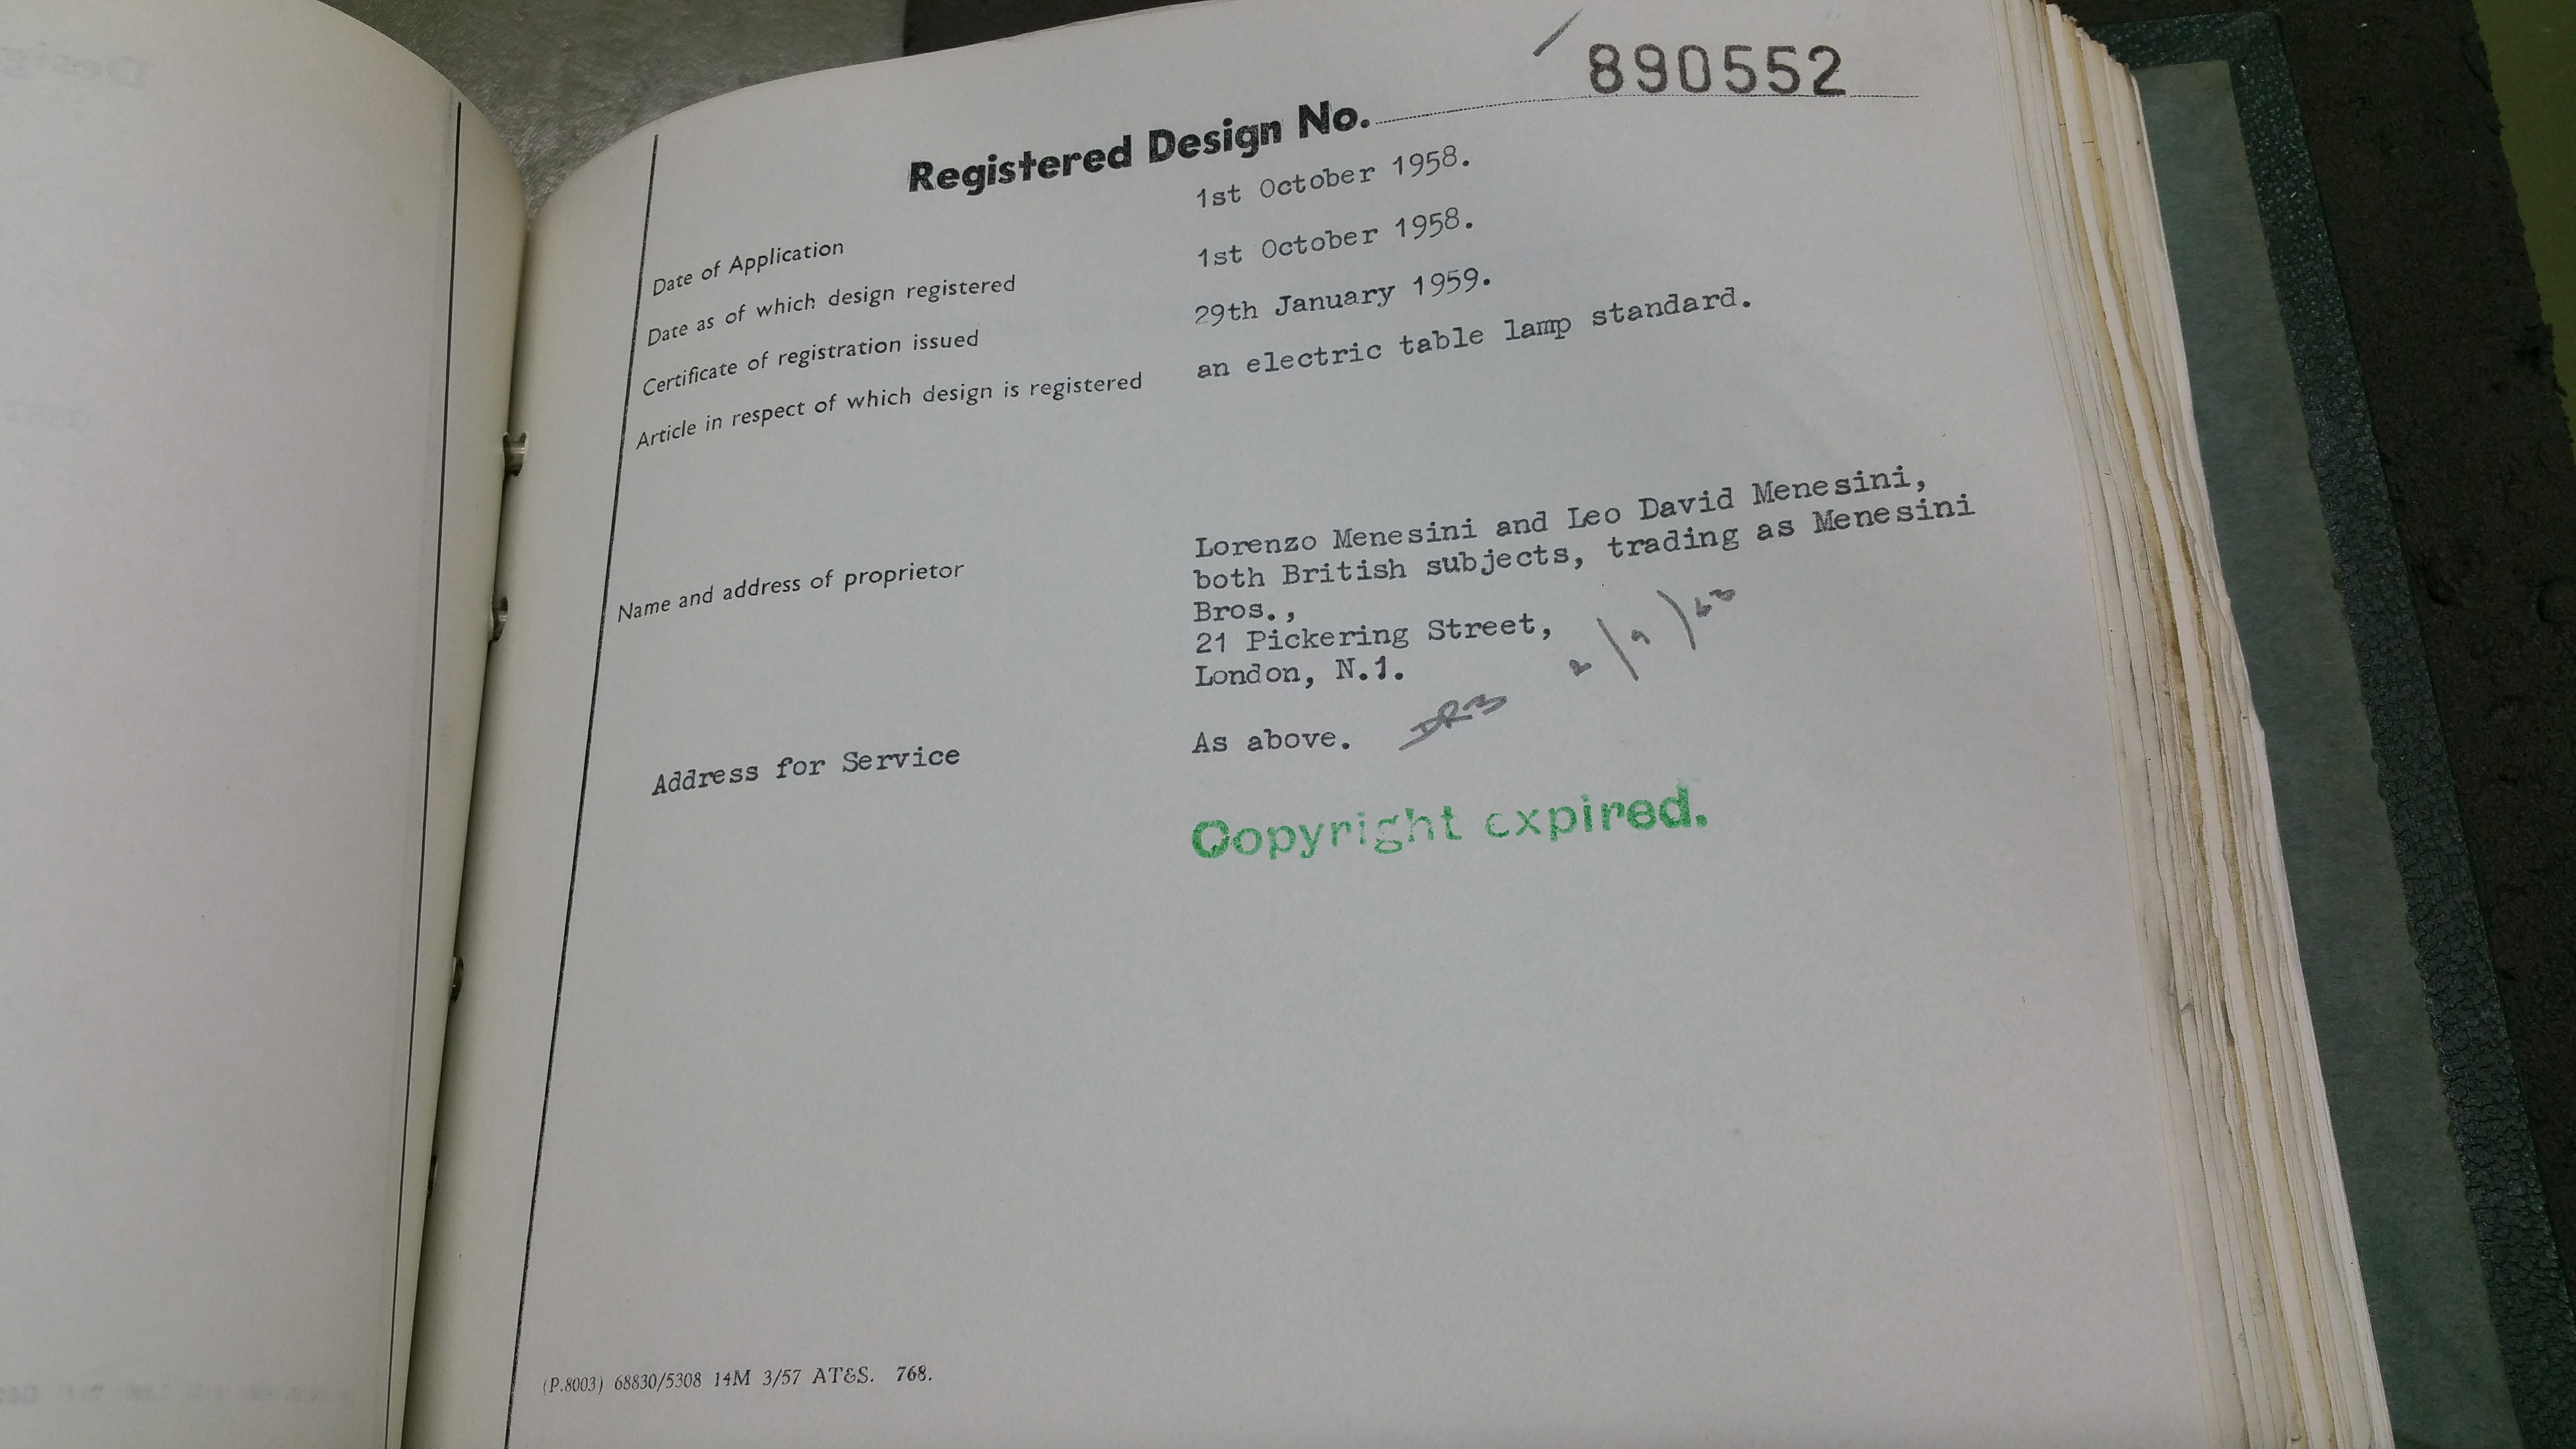 Registered Design No. 890552
Date of Application 1st October 1958.
Date as of which design registered 1st October 1958.
Certificate of registration issued 29th January 1959.
Article in respect of which design is registered an electric table lamp standard.
Name and address of proprietor
Lorenzo Menesini and Leo David Menesini,
both British subjects, trading as Menesini
Bros.,
21 Pickering Street,
London, N.1.
Address for Service As above.
Copyright expired.
(P.8003) 68830/5308 14M 3/57 AT&S. 768.